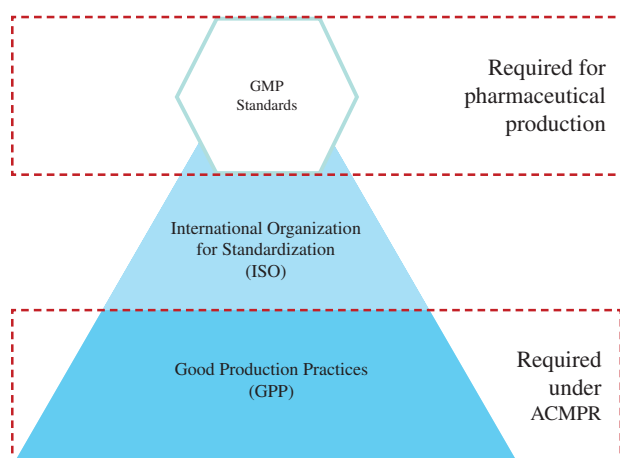 GMP
Standards
Required for
pharmaceutical
production
International Organization
for Standardization
(ISO)
Good Production Practices
(GPP)
Required
under
ACMPR